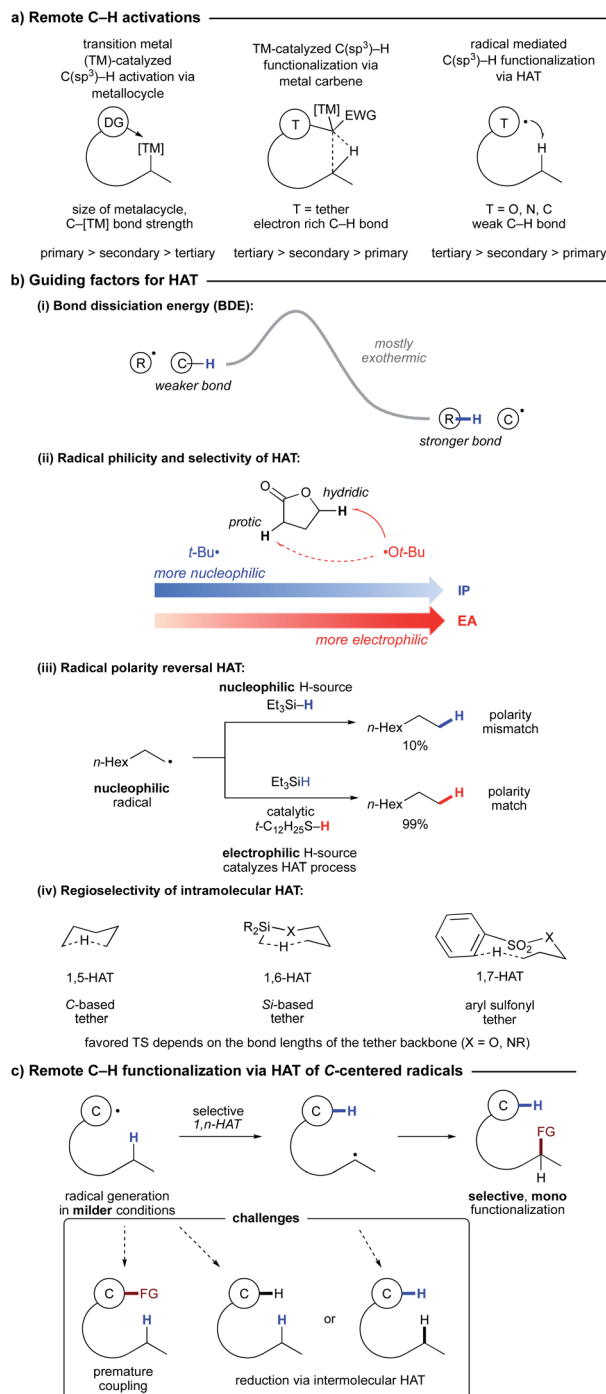 a) Remote C–H activations
transition metal
(TM)-catalyzed
C(sp³)–H activation via
metallocycle
DG
[TM]
size of metalacycle,
C–[TM] bond strength
primary > secondary > tertiary
TM-catalyzed C(sp³)–H
functionalization via
metal carbene
[TM]
T
EWG
H
T = tether
electron rich C–H bond
tertiary > secondary > primary
radical mediated
C(sp³)–H functionalization
via HAT
T •
H
T = O, N, C
weak C–H bond
tertiary > secondary > primary
b) Guiding factors for HAT
(i) Bond dissiciation energy (BDE):
mostly
exothermic
R•
C–H
weaker bond
R–H
C•
stronger bond
(ii) Radical philicity and selectivity of HAT:
O
O
hydridic
H
protic
H
t-Bu•
•Ot-Bu
more nucleophilic
IP
EA
more electrophilic
(iii) Radical polarity reversal HAT:
nucleophilic H-source
Et₃Si–H
n-Hex
H
10%
polarity
mismatch
n-Hex
•
nucleophilic
radical
Et₃SiH
catalytic
t-C₁₂H₂₅S–H
electrophilic H-source
catalyzes HAT process
n-Hex
H
99%
polarity
match
(iv) Regioselectivity of intramolecular HAT:
H
1,5-HAT
C-based
tether
R₂Si
X
H
1,6-HAT
Si-based
tether
SO₂
X
H
1,7-HAT
aryl sulfonyl
tether
favored TS depends on the bond lengths of the tether backbone (X = O, NR)
c) Remote C–H functionalization via HAT of C-centered radicals
C •
H
radical generation
in milder conditions
selective
1,n-HAT
C–H
•
C–H
FG
H
selective, mono
functionalization
challenges
C–FG
H
premature
coupling
C–H
H
or
C–H
H
reduction via intermolecular HAT